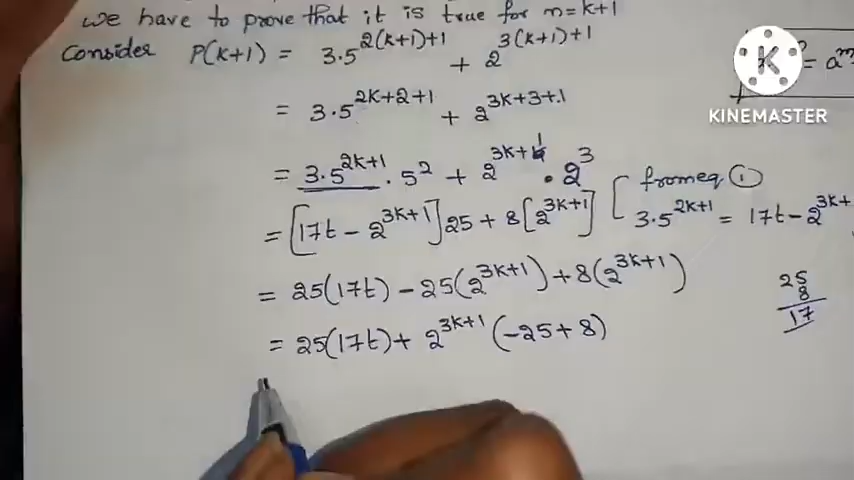 we have to prove that it is true for n=k+1
Consider P(k+1) = 3·5^{2(k+1)+1} + 2^{3(k+1)+1}
= 3·5^{2k+2+1} + 2^{3k+3+1}
= 3·5^{2k+1} · 5^2 + 2^{3k+1} · 2^3
[from eq ①
= [17t - 2^{3k+1}] 25 + 8[2^{3k+1}]
3·5^{2k+1} = 17t - 2^{3k+
= 25(17t) - 25(2^{3k+1}) + 8(2^{3k+1})
= 25(17t) + 2^{3k+1} (-25+8)
25
8
17
= a^m
K
KINEMASTER